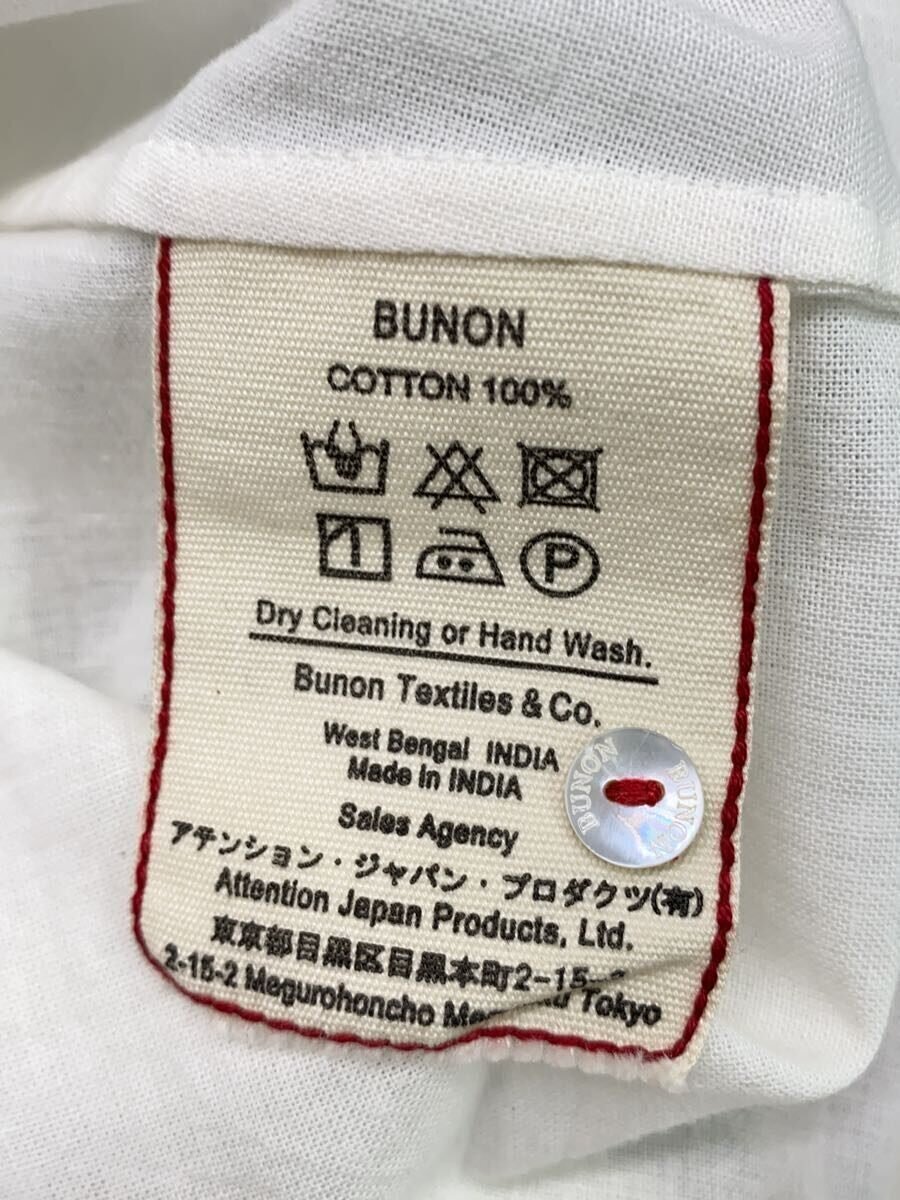 BUNON
COTTON 100%
1
P
Dry Cleaning or Hand Wash.
Bunon Textiles & Co.
West Bengal INDIA
Made in INDIA
BUNON BUNON
Sales Agency
アテンション・ジャパン・プロダクツ(有)
Attention Japan Products, Ltd.
東京都目黒区目黒本町2-15-
2-15-2 Megurohoncho Tokyo